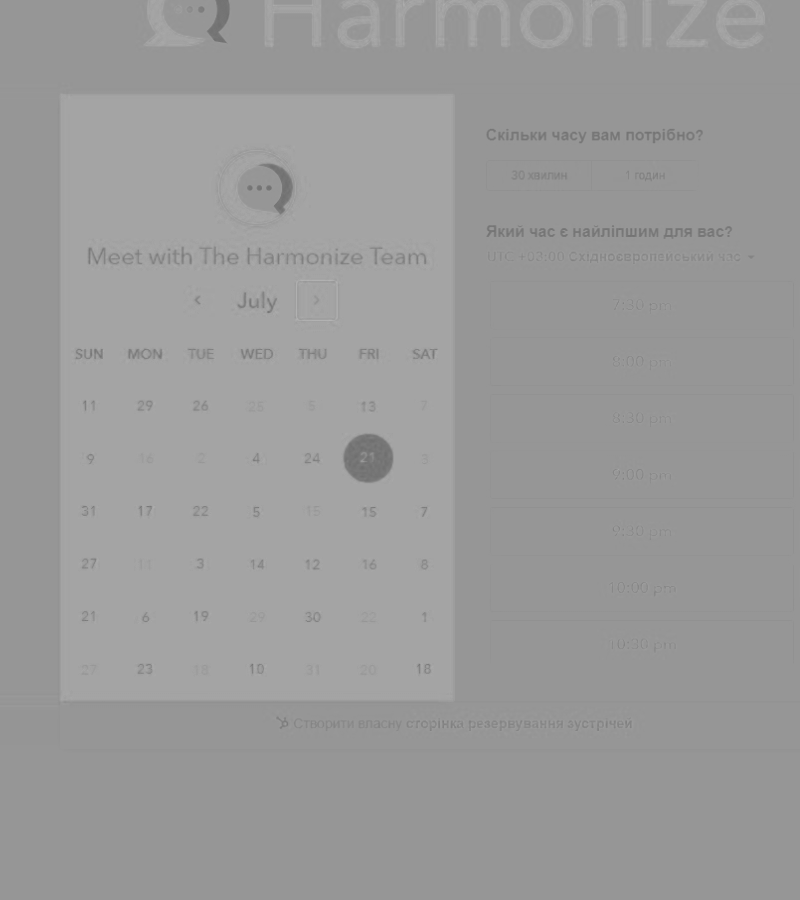 Harmonize
Meet with The Harmonize Team
July
SUN MON TUE WED THU FRI SAT
11 29 26 25 5 13 7
9 16 2 4 24 21 3
31 17 22 5 15 15 7
27 11 3 14 12 16 8
21 6 19 29 30 22 1
27 23 18 10 31 20 18
Скільки часу вам потрібно?
30 хвилин 1 годин
Який час є найліпшим для вас?
UTC +03:00 Східноєвропейський час
7:30 pm
8:00 pm
8:30 pm
9:00 pm
9:30 pm
10:00 pm
10:30 pm
Створити власну сторінка резервування зустрічей